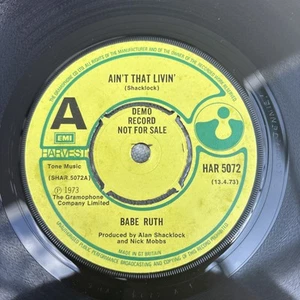 AIN'T THAT LIVIN'
(Shacklock)
A
DEMO
RECORD
NOT FOR SALE
EMI
HARVEST
HAR 5072
(13.4.73)
Tone Music
(SHAR.5072A)
℗ 1973
The Gramophone
Company Limited
BABE RUTH
Produced by Alan Shacklock
and Nick Mobbs
MADE IN GT BRITAIN